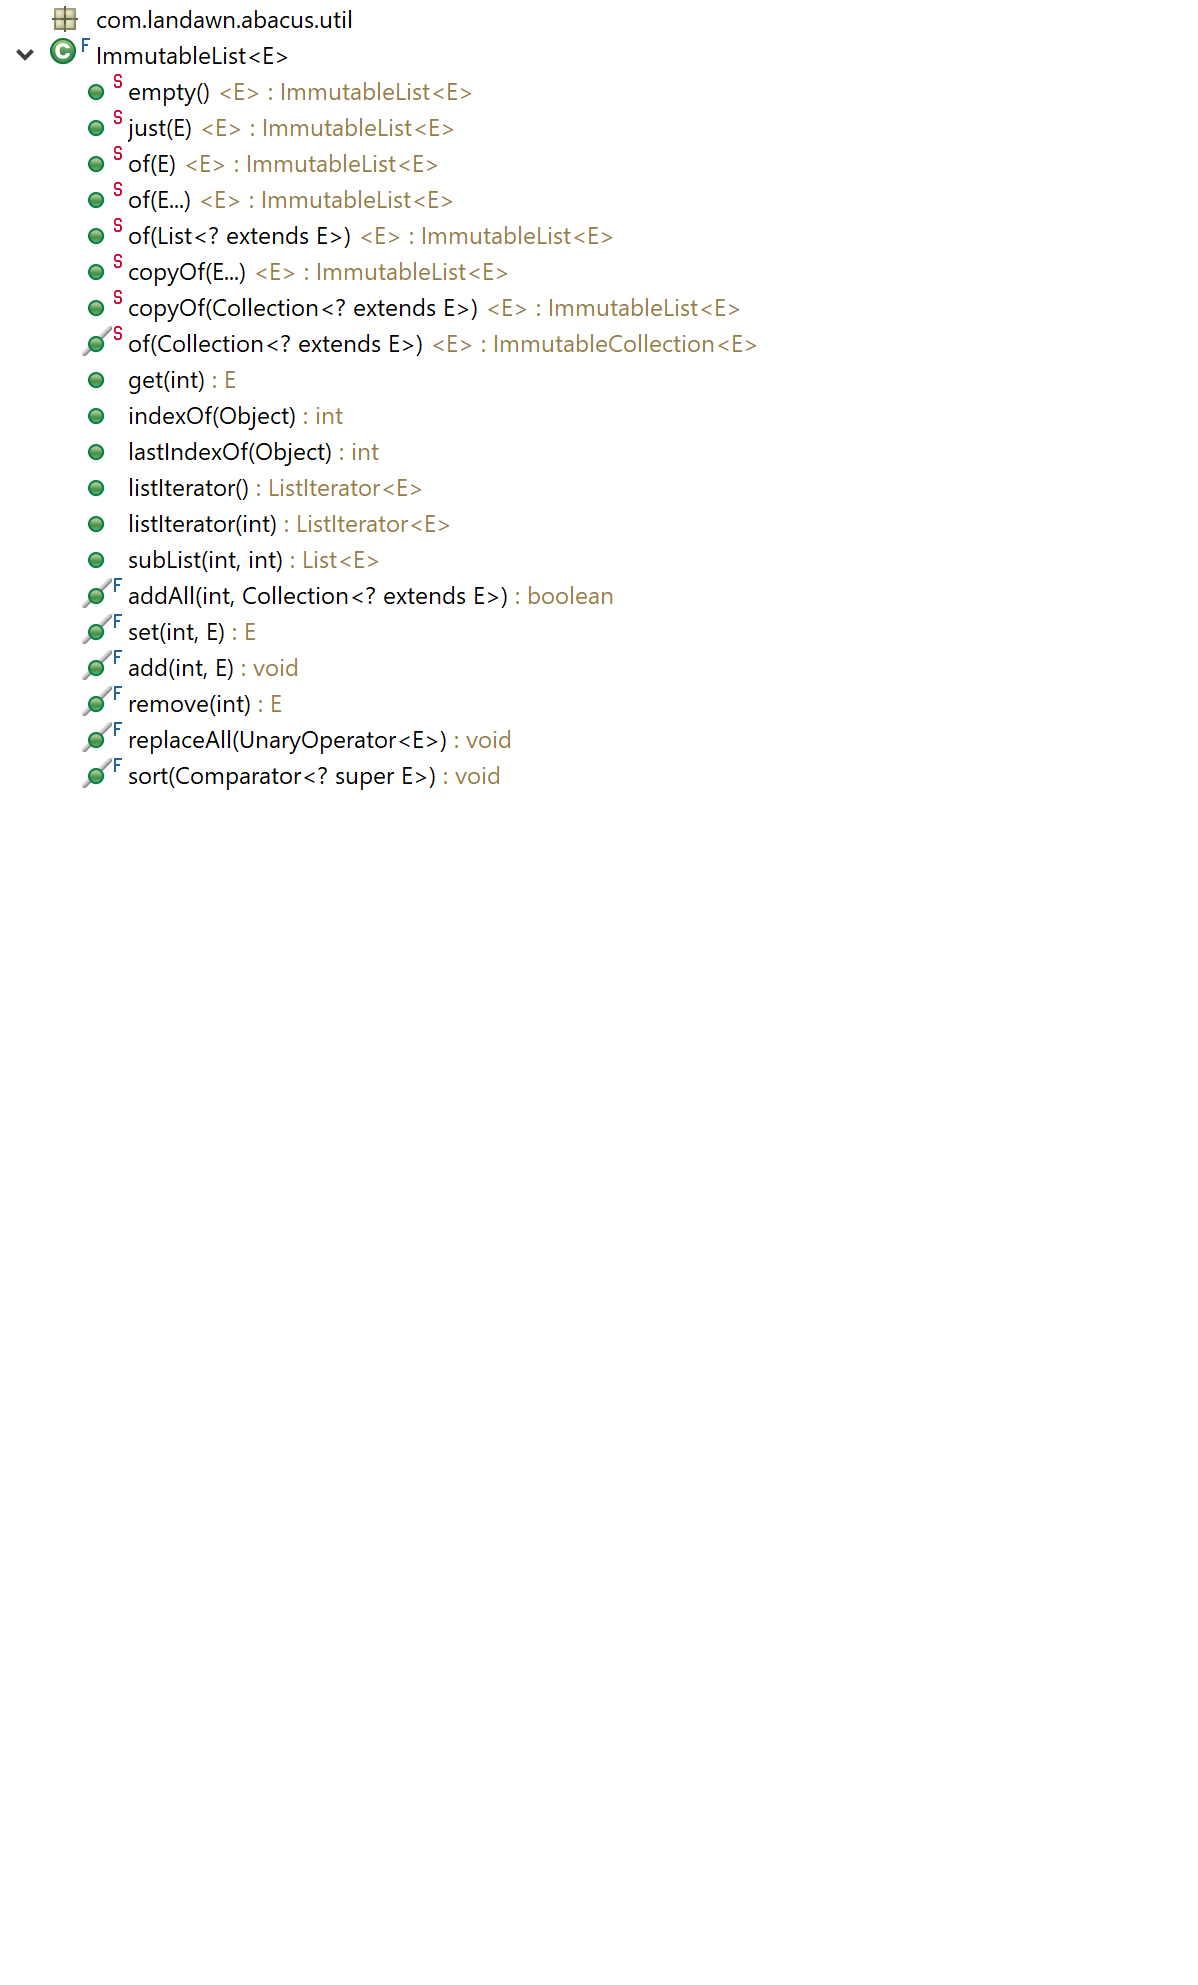 com.landawn.abacus.util
C F ImmutableList<E>
S empty() <E> : ImmutableList<E>
S just(E) <E> : ImmutableList<E>
S of(E) <E> : ImmutableList<E>
S of(E...) <E> : ImmutableList<E>
S of(List<? extends E>) <E> : ImmutableList<E>
S copyOf(E...) <E> : ImmutableList<E>
S copyOf(Collection<? extends E>) <E> : ImmutableList<E>
S of(Collection<? extends E>) <E> : ImmutableCollection<E>
get(int) : E
indexOf(Object) : int
lastIndexOf(Object) : int
listIterator() : ListIterator<E>
listIterator(int) : ListIterator<E>
subList(int, int) : List<E>
F addAll(int, Collection<? extends E>) : boolean
F set(int, E) : E
F add(int, E) : void
F remove(int) : E
F replaceAll(UnaryOperator<E>) : void
F sort(Comparator<? super E>) : void